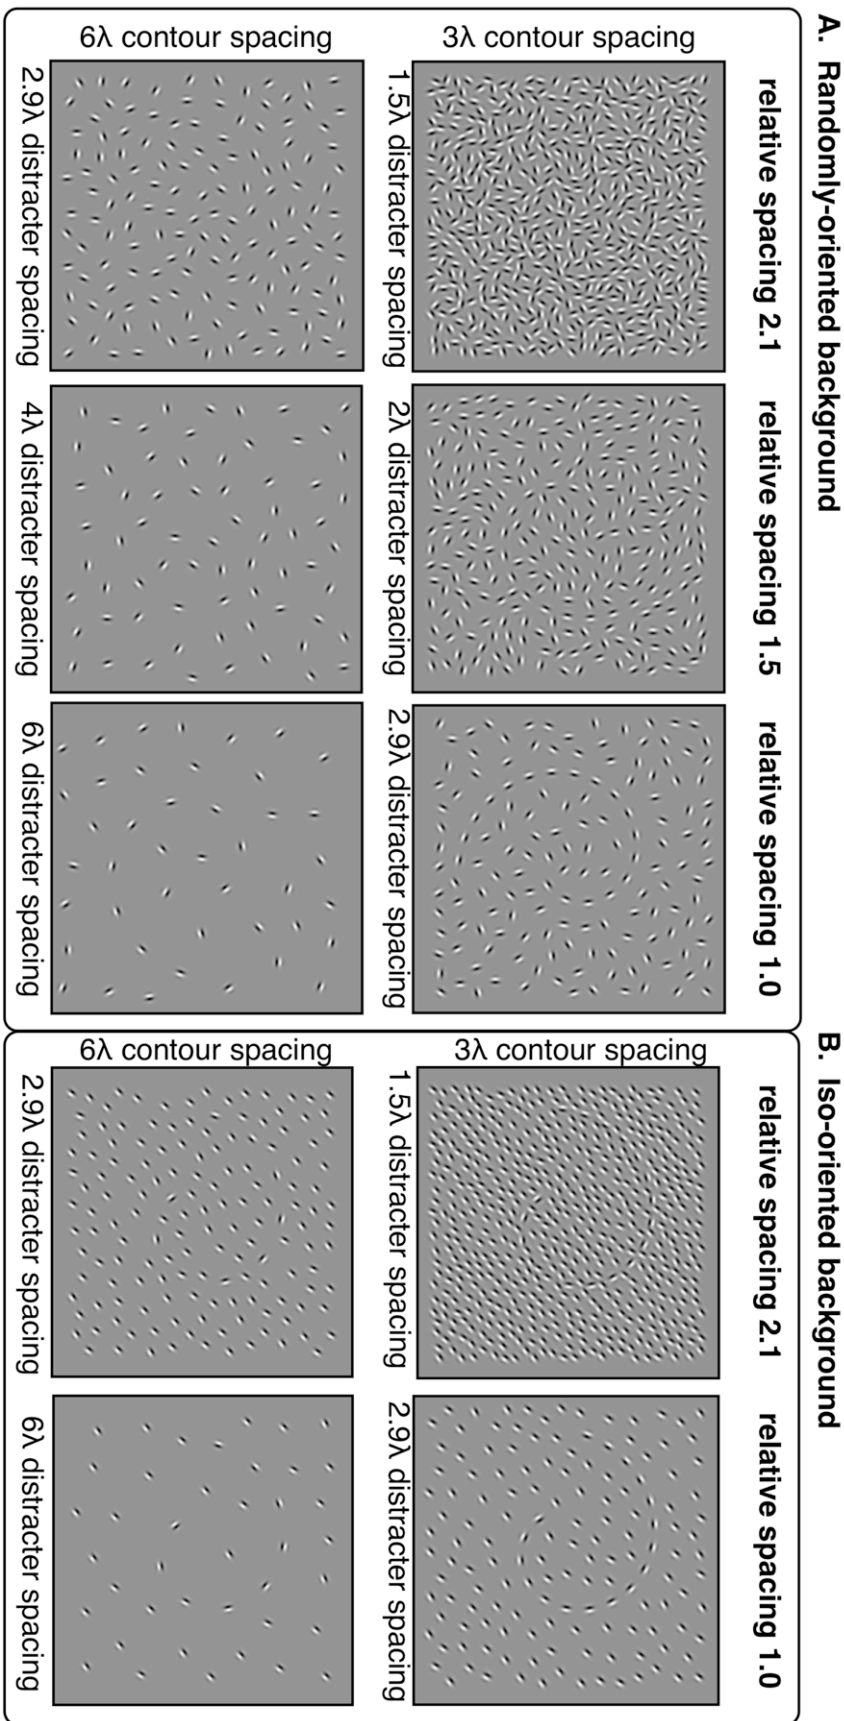 A. Randomly-oriented background
relative spacing 2.1
relative spacing 1.5
relative spacing 1.0
3λ contour spacing
1.5λ distracter spacing
2λ distracter spacing
2.9λ distracter spacing
6λ contour spacing
2.9λ distracter spacing
4λ distracter spacing
6λ distracter spacing
B. Iso-oriented background
relative spacing 2.1
relative spacing 1.0
3λ contour spacing
1.5λ distracter spacing
2.9λ distracter spacing
6λ contour spacing
2.9λ distracter spacing
6λ distracter spacing